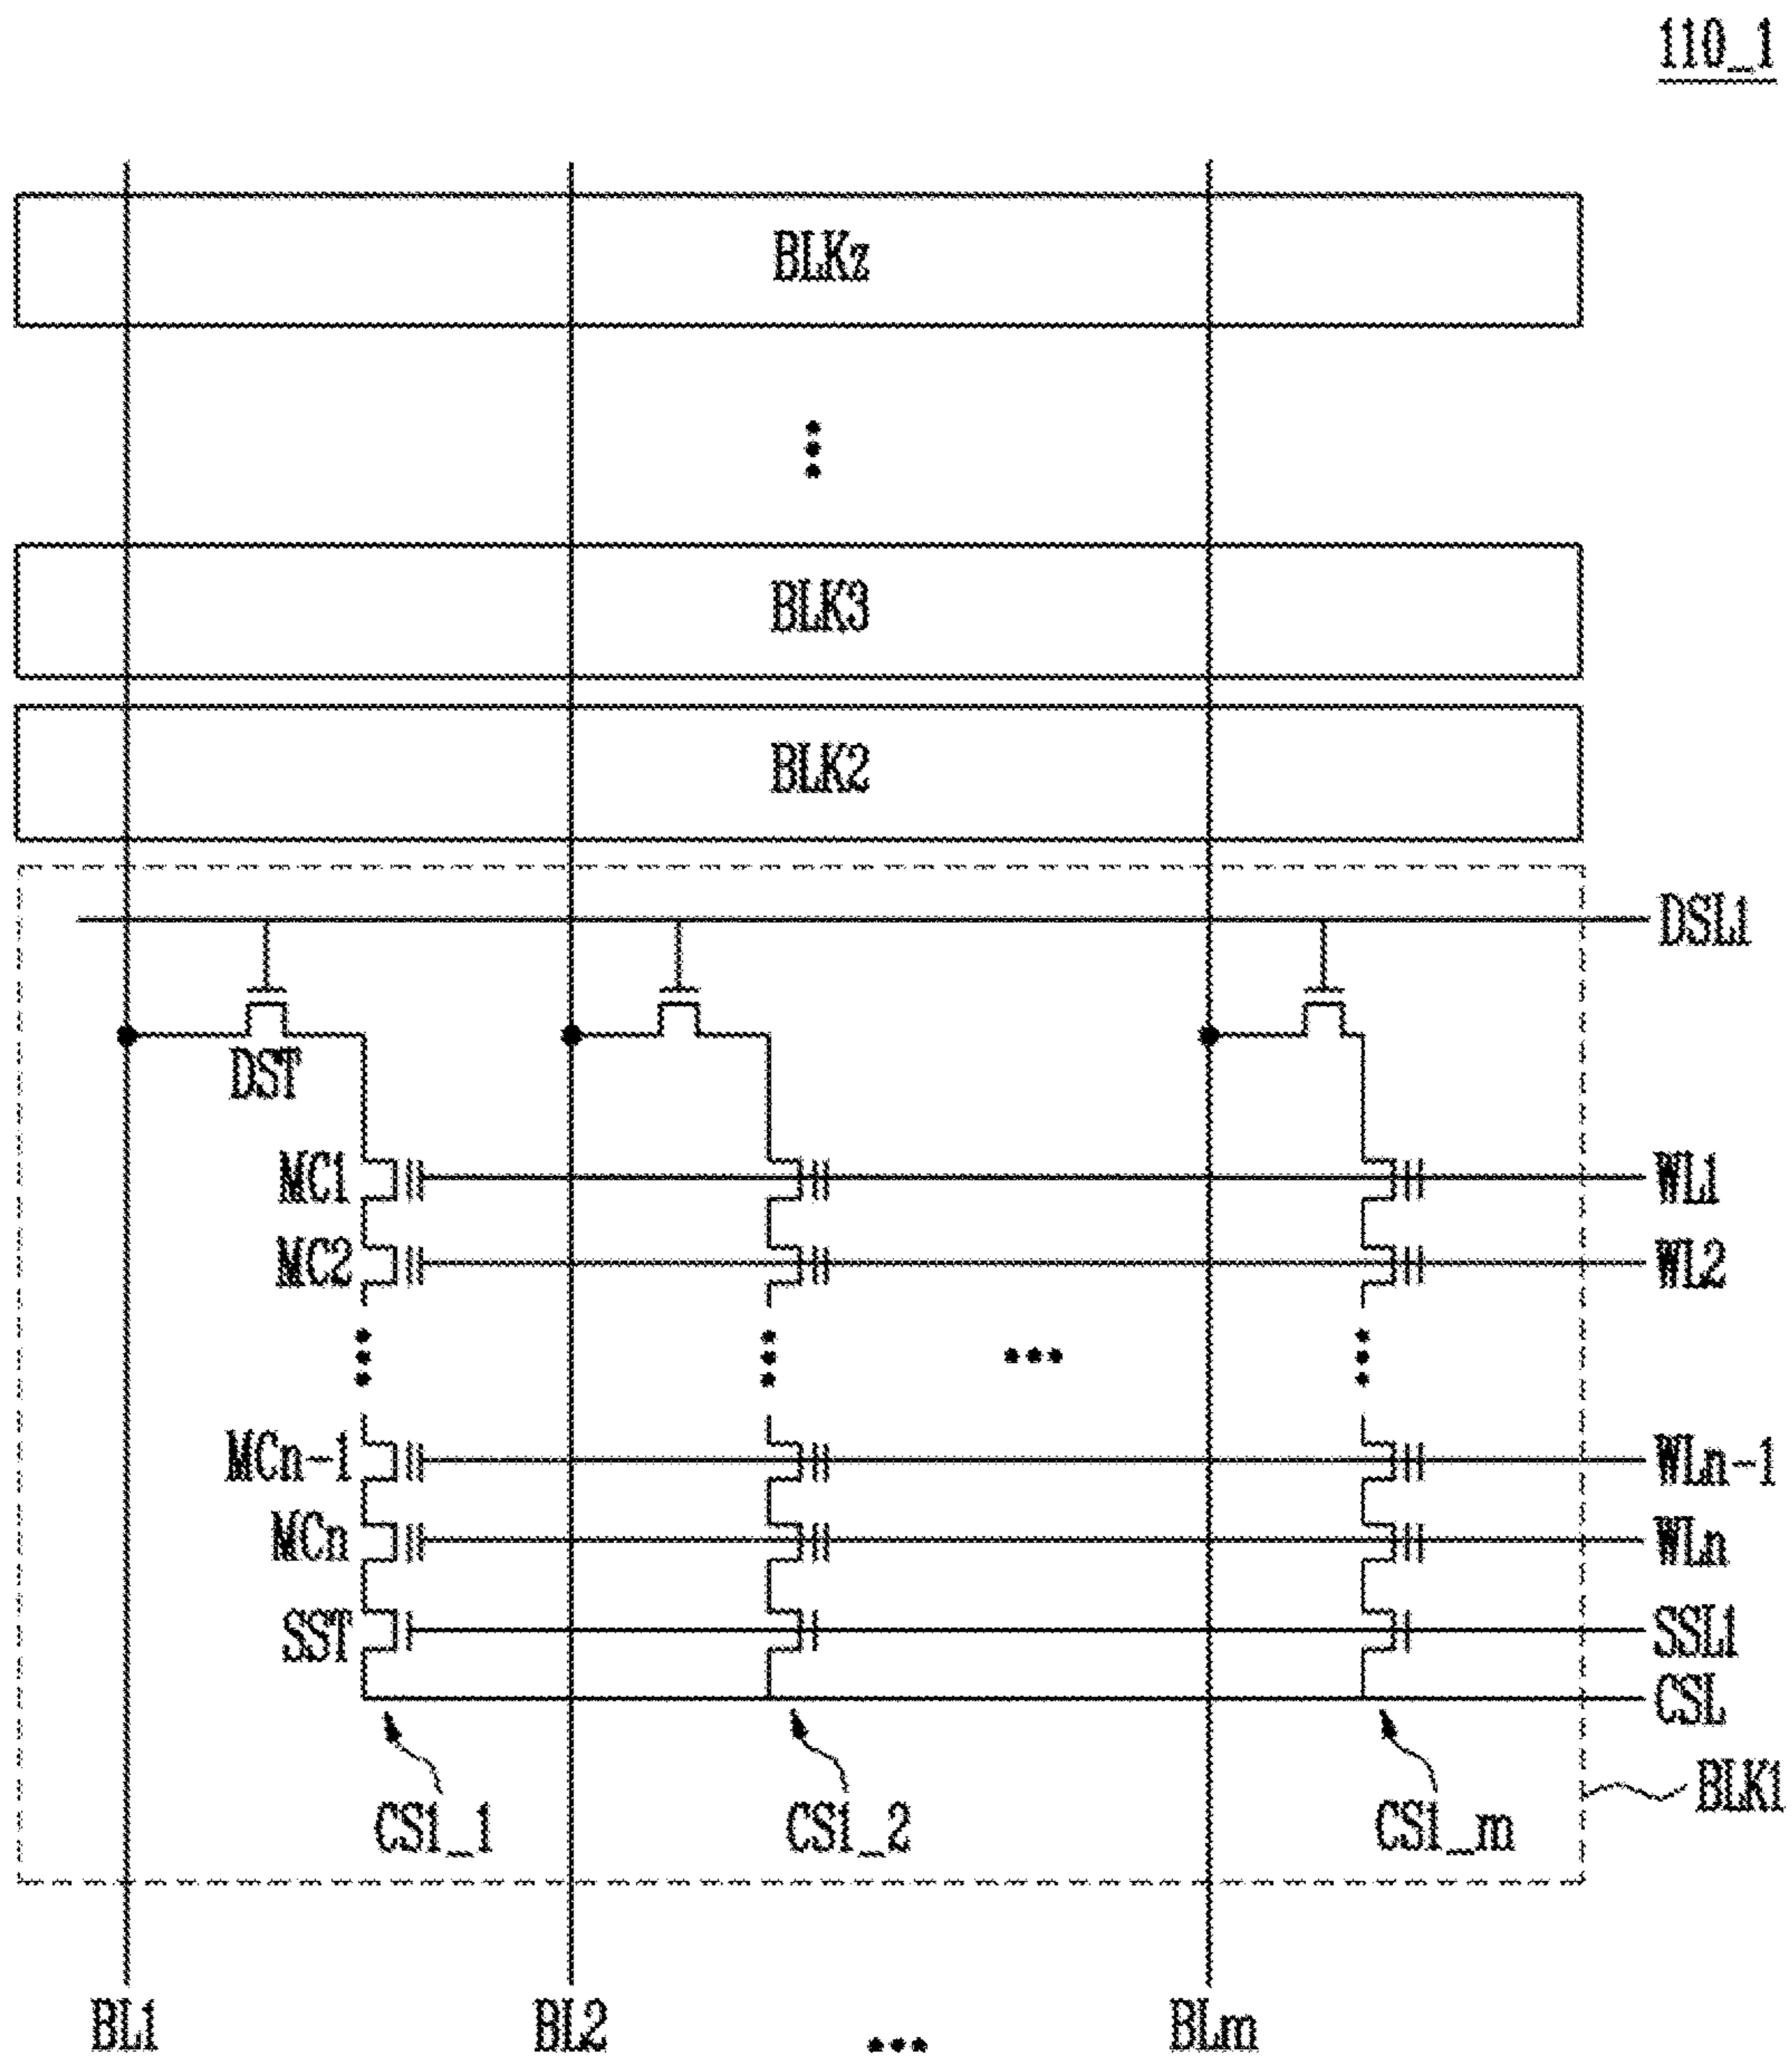 110_1
BLKz
BLK3
BLK2
DSL1
DST
MC1 WL1
MC2 WL2
MCn-1 WLn-1
MCn WLn
SST SSL1
CSL
BLK1
CS1_1 CS1_2 CS1_m
BL1 BL2 ••• BLm